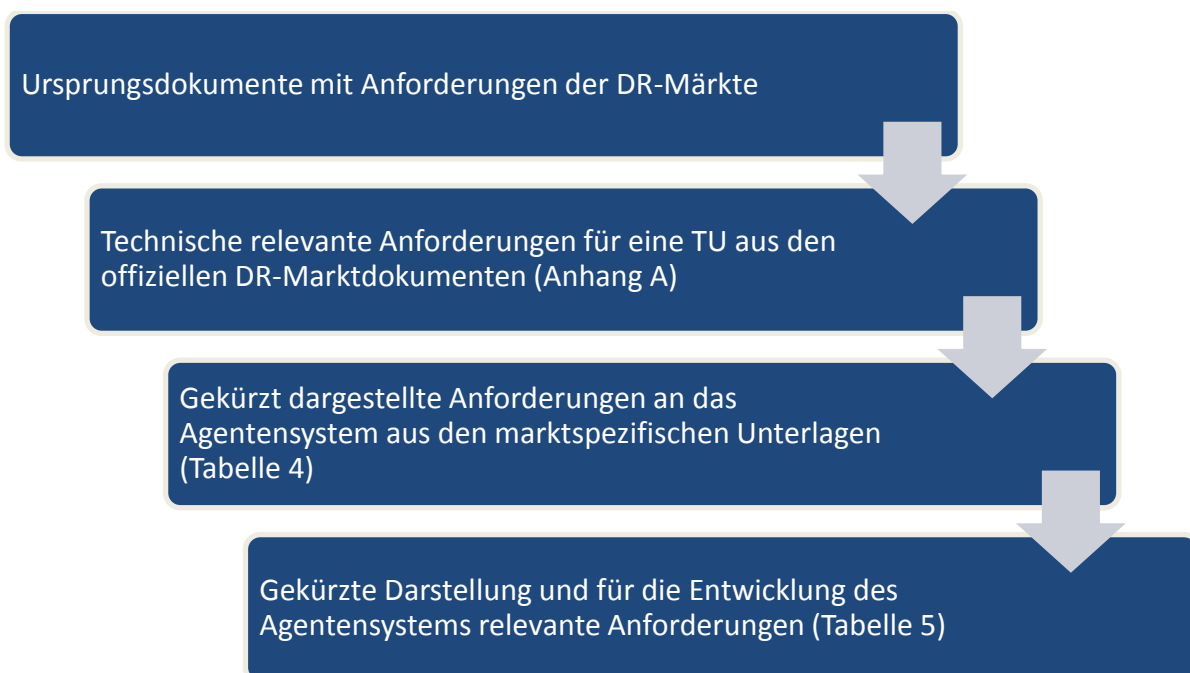 Ursprungsdokumente mit Anforderungen der DR-Märkte
Technische relevante Anforderungen für eine TU aus den
offiziellen DR-Marktdokumenten (Anhang A)
Gekürzt dargestellte Anforderungen an das
Agentensystem aus den marktspezifischen Unterlagen
(Tabelle 4)
Gekürzte Darstellung und für die Entwicklung des
Agentensystems relevante Anforderungen (Tabelle 5)